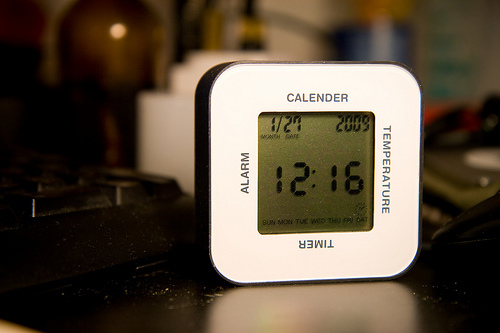 CALENDER
1/27 2009
MONTH DATE
ALARM
12:16
TEMPERATURE
SUN MON TUE WED THU FRI SAT
TIMER